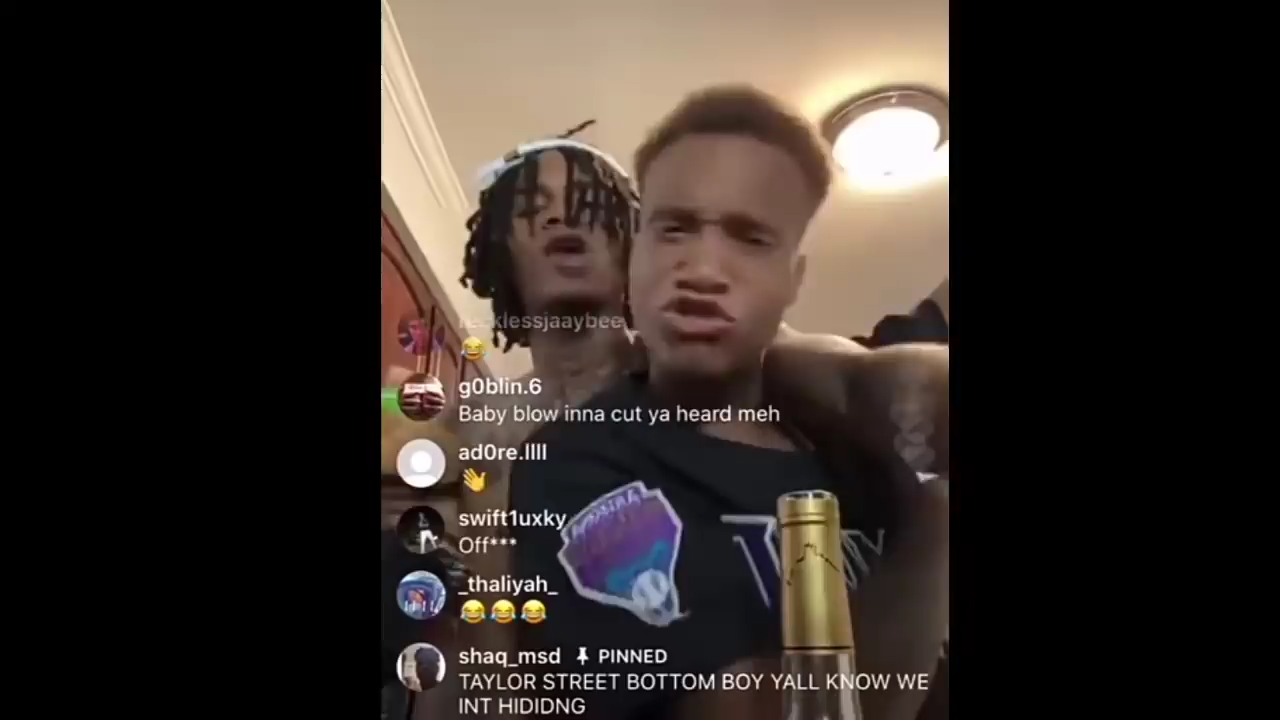 g0blin.6
Baby blow inna cut ya heard meh
ad0re.llll
👋
swift1uxky
Off***
_thaliyah_
😂😂😂
shaq_msd PINNED
TAYLOR STREET BOTTOM BOY YALL KNOW WE
INT HIDIDNG